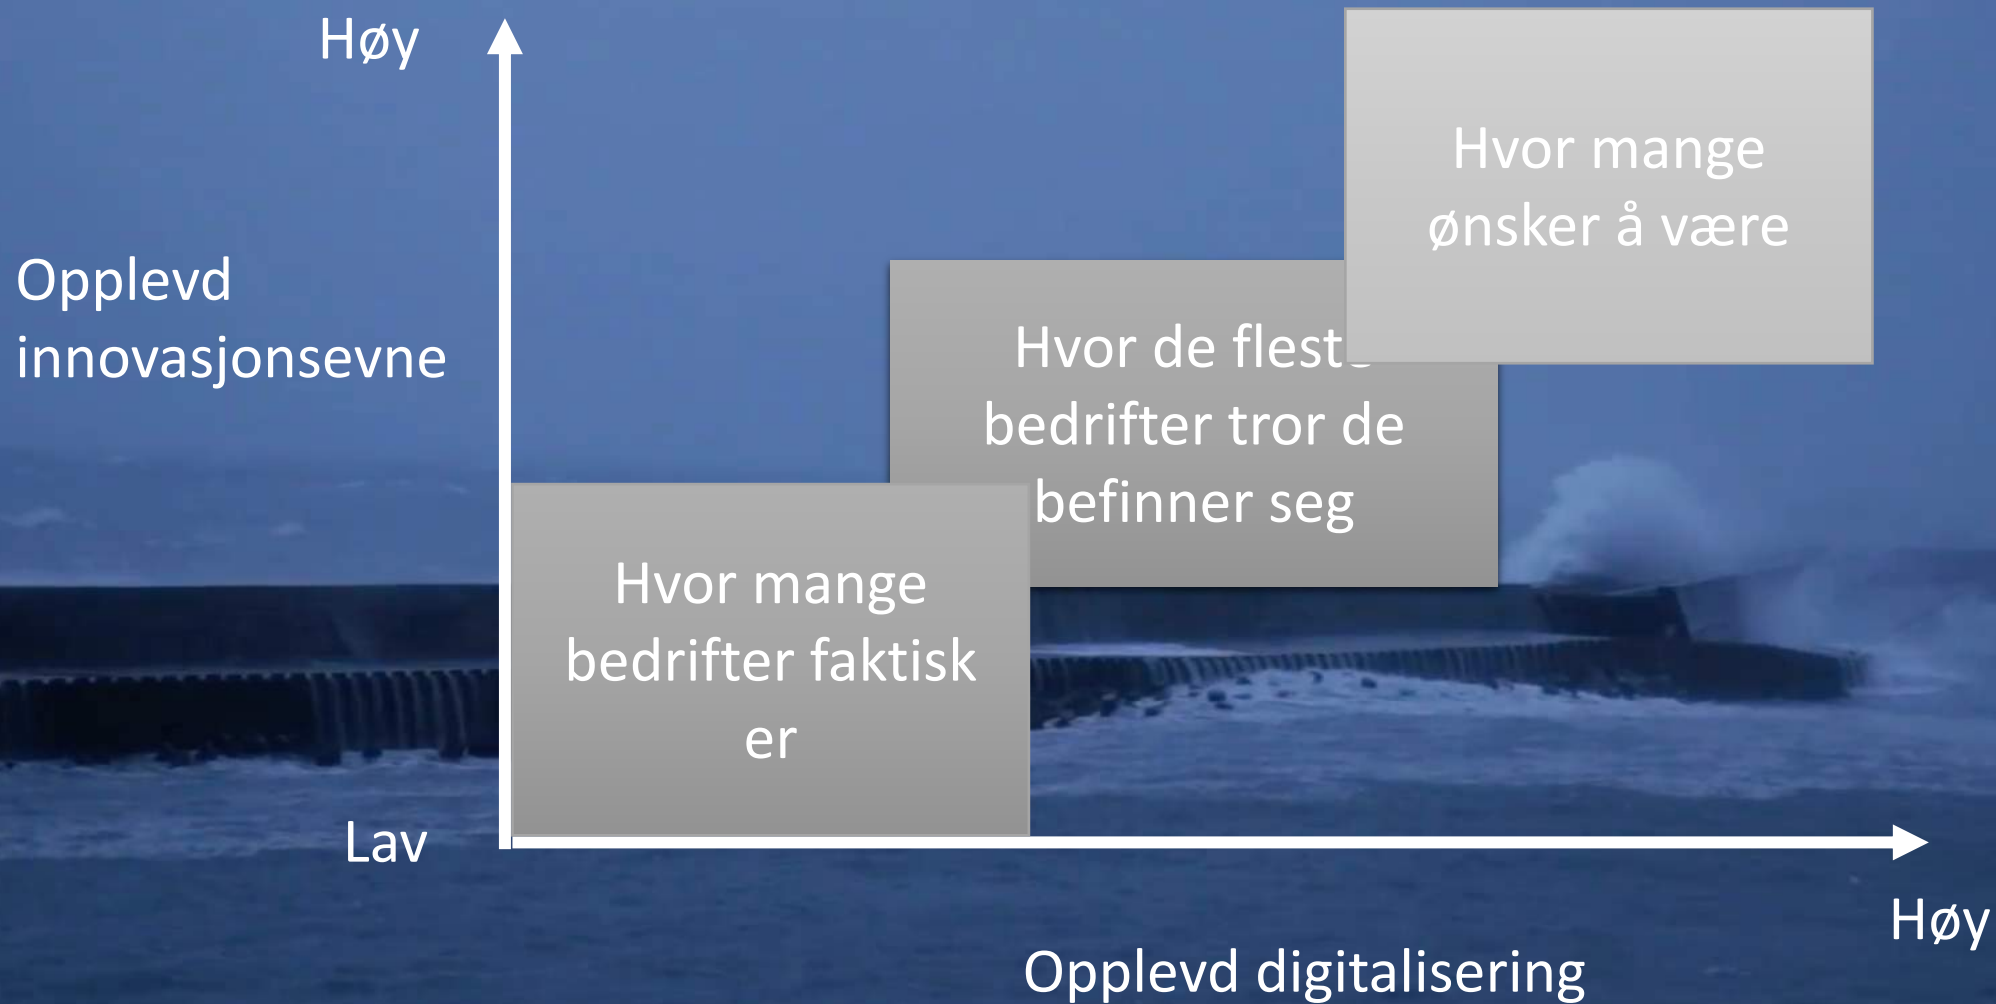 Høy
Hvor mange
ønsker å være
Opplevd
innovasjonsevne
Hvor de fleste
bedrifter tror de
befinner seg
Hvor mange
bedrifter faktisk
er
Lav
Høy
Opplevd digitalisering